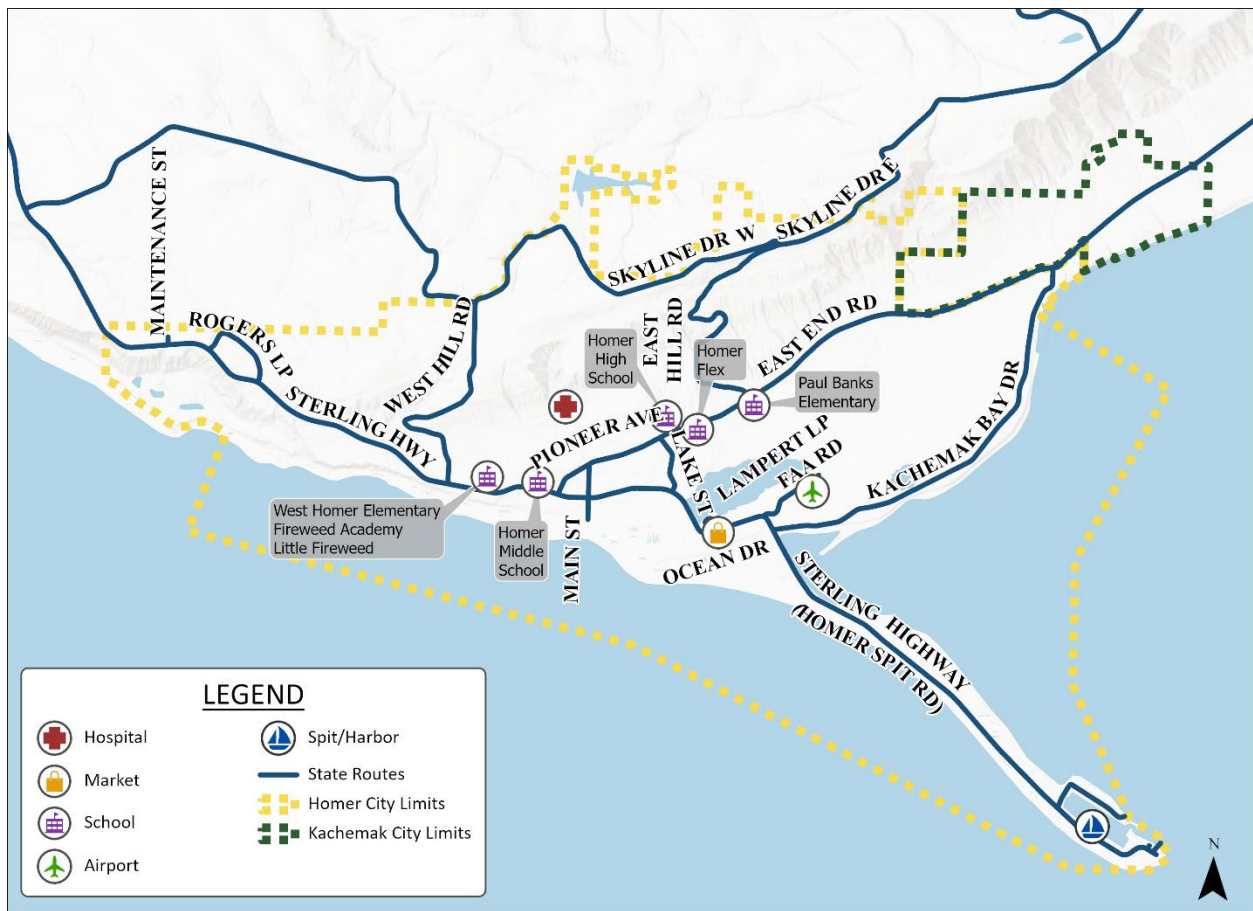 MAINTENANCE ST
ROGERS LP
STERLING HWY
WEST HILL RD
SKYLINE DR W
SKYLINE DR E
EAST
HILL RD
EAST END RD
Homer
High
School
Homer
Flex
Paul Banks
Elementary
PIONEER AVE
LAKE ST
LAMPERT LP
FAA RD
KACHEMAK BAY DR
West Homer Elementary
Fireweed Academy
Little Fireweed
Homer
Middle
School
MAIN ST
OCEAN DR
STERLING HIGHWAY
(HOMER SPIT RD)
LEGEND
Hospital
Market
School
Airport
Spit/Harbor
State Routes
Homer City Limits
Kachemak City Limits
N